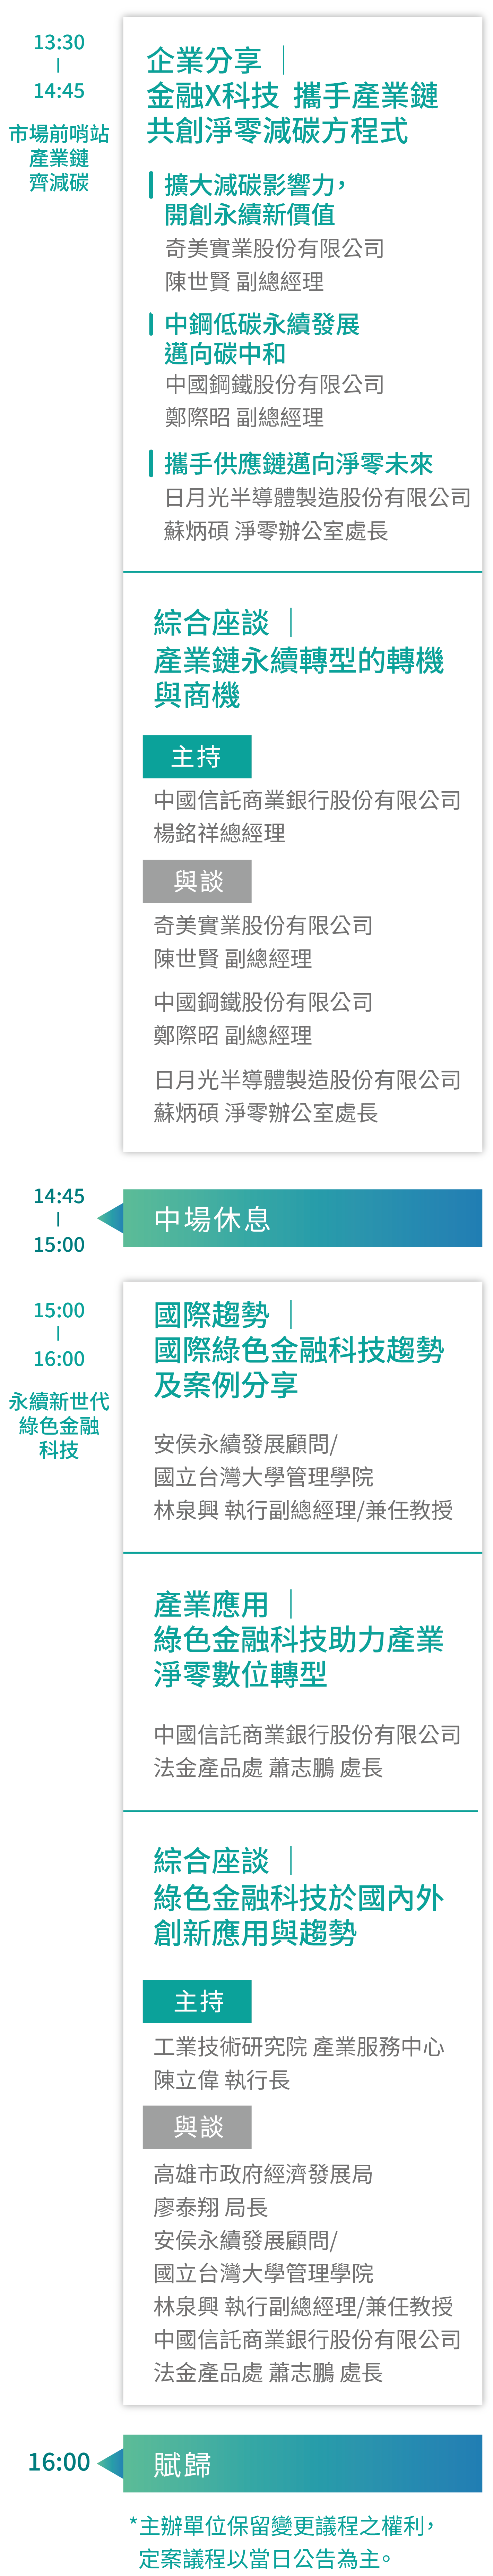 13:30
|
14:45
市場前哨站
產業鏈
齊減碳
企業分享｜
金融X科技 攜手產業鏈
共創淨零減碳方程式
擴大減碳影響力，
開創永續新價值
奇美實業股份有限公司
陳世賢 副總經理
中鋼低碳永續發展
邁向碳中和
中國鋼鐵股份有限公司
鄭際昭 副總經理
攜手供應鏈邁向淨零未來
日月光半導體製造股份有限公司
蘇炳碩 淨零辦公室處長
綜合座談｜
產業鏈永續轉型的轉機
與商機
主持
中國信託商業銀行股份有限公司
楊銘祥總經理
與談
奇美實業股份有限公司
陳世賢 副總經理
中國鋼鐵股份有限公司
鄭際昭 副總經理
日月光半導體製造股份有限公司
蘇炳碩 淨零辦公室處長
14:45
|
15:00
中場休息
15:00
|
16:00
永續新世代
綠色金融
科技
國際趨勢｜
國際綠色金融科技趨勢
及案例分享
安侯永續發展顧問/
國立台灣大學管理學院
林泉興 執行副總經理/兼任教授
產業應用｜
綠色金融科技助力產業
淨零數位轉型
中國信託商業銀行股份有限公司
法金產品處 蕭志鵬 處長
綜合座談｜
綠色金融科技於國內外
創新應用與趨勢
主持
工業技術研究院 產業服務中心
陳立偉 執行長
與談
高雄市政府經濟發展局
廖泰翔 局長
安侯永續發展顧問/
國立台灣大學管理學院
林泉興 執行副總經理/兼任教授
中國信託商業銀行股份有限公司
法金產品處 蕭志鵬 處長
16:00
賦歸
*主辦單位保留變更議程之權利，
定案議程以當日公告為主。